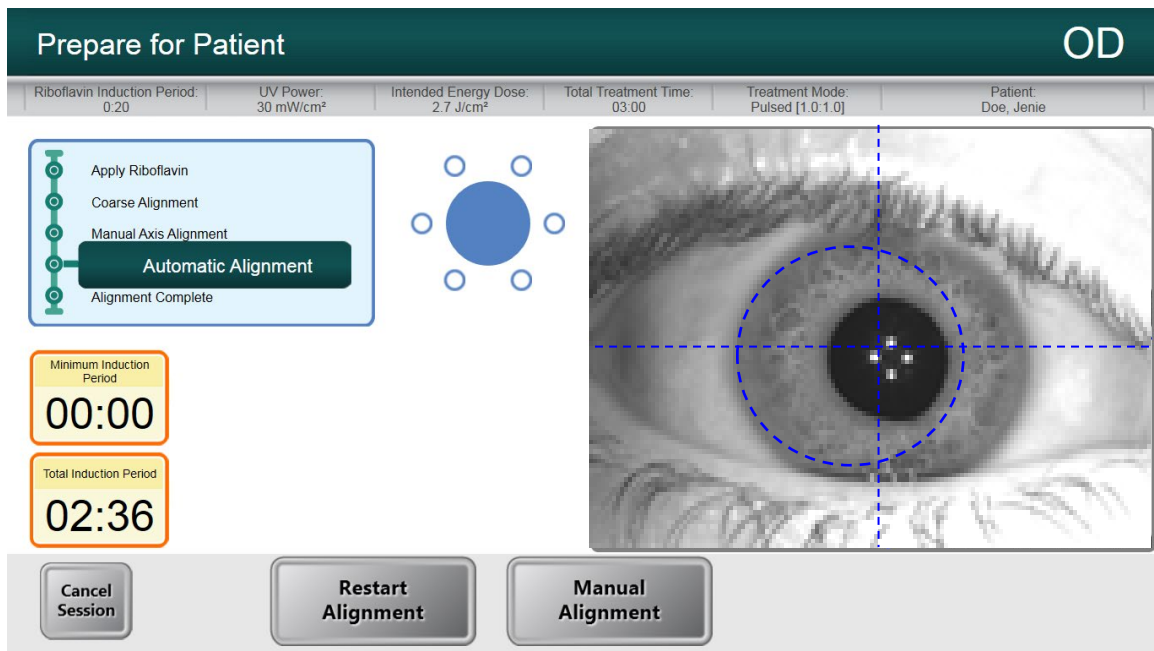 Prepare for Patient
OD
Riboflavin Induction Period:
0:20
UV Power:
30 mW/cm²
Intended Energy Dose:
2.7 J/cm²
Total Treatment Time:
03:00
Treatment Mode:
Pulsed [1.0:1.0]
Patient:
Doe, Jenie
Apply Riboflavin
Coarse Alignment
Manual Axis Alignment
Automatic Alignment
Alignment Complete
Minimum Induction
Period
00:00
Total Induction Period
02:36
Cancel
Session
Restart
Alignment
Manual
Alignment